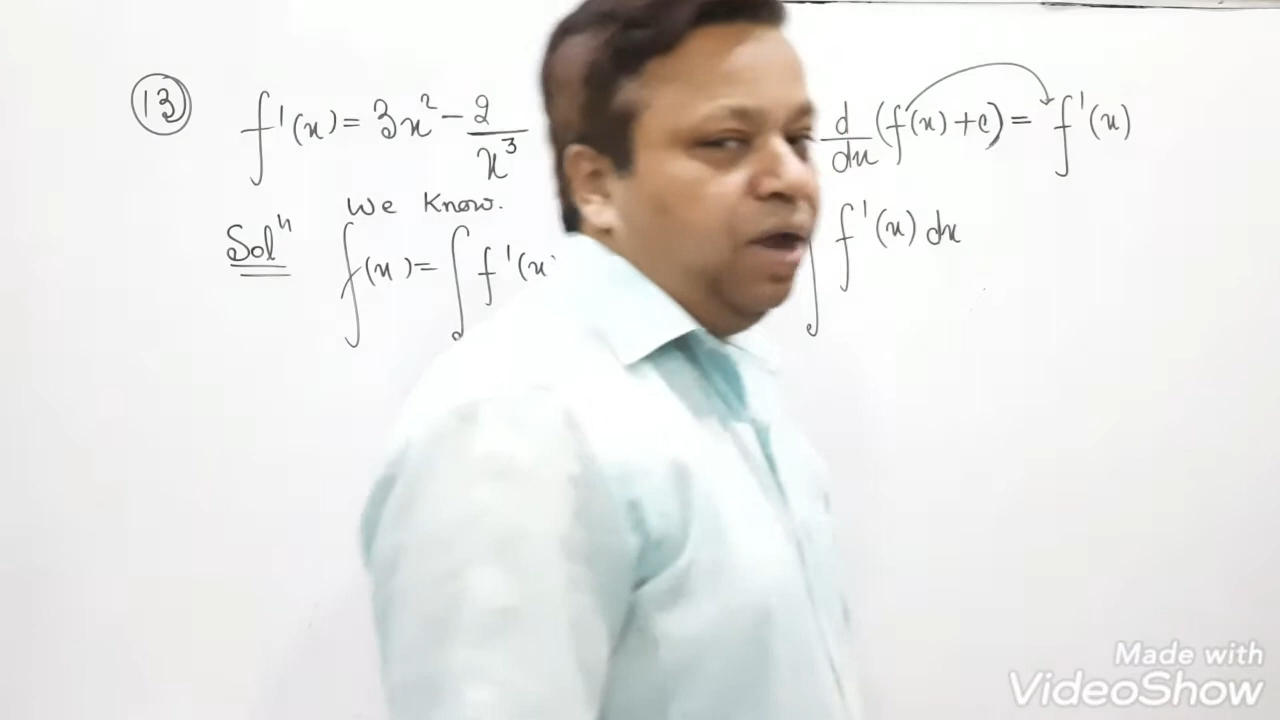 (13) f'(x) = 3x² - 2/x³
d/dx (f(x) + c) = f'(x)
We Know.
Solⁿ f(x) = ∫ f'(x)
∫ f'(x) dx
Made with
VideoShow